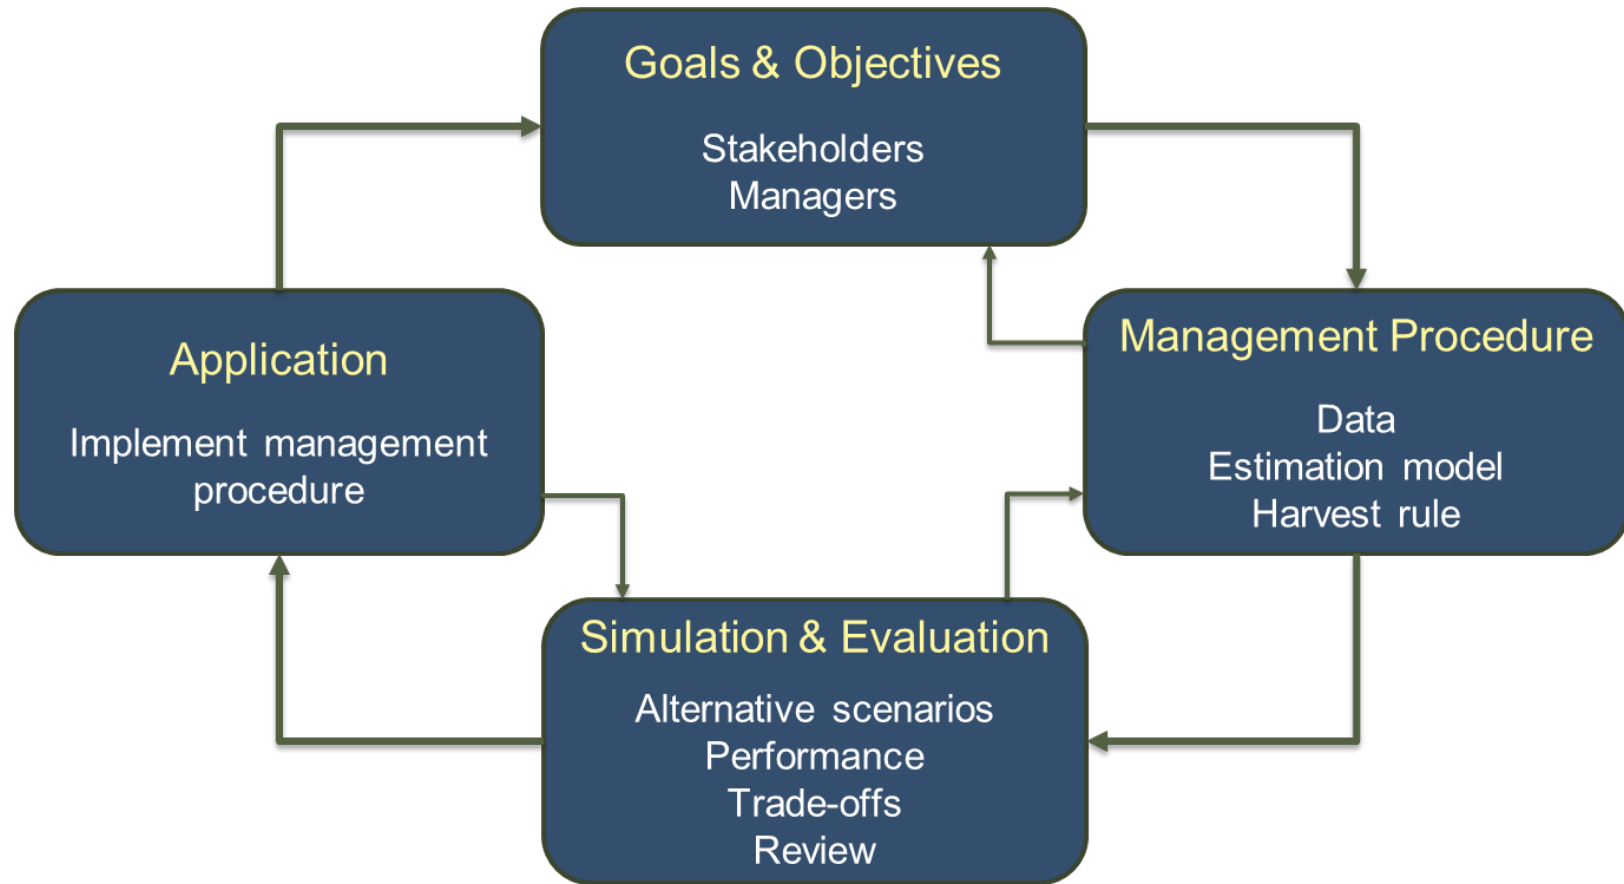 Goals & Objectives
Stakeholders
Managers
Application
Implement management
procedure
Management Procedure
Data
Estimation model
Harvest rule
Simulation & Evaluation
Alternative scenarios
Performance
Trade-offs
Review